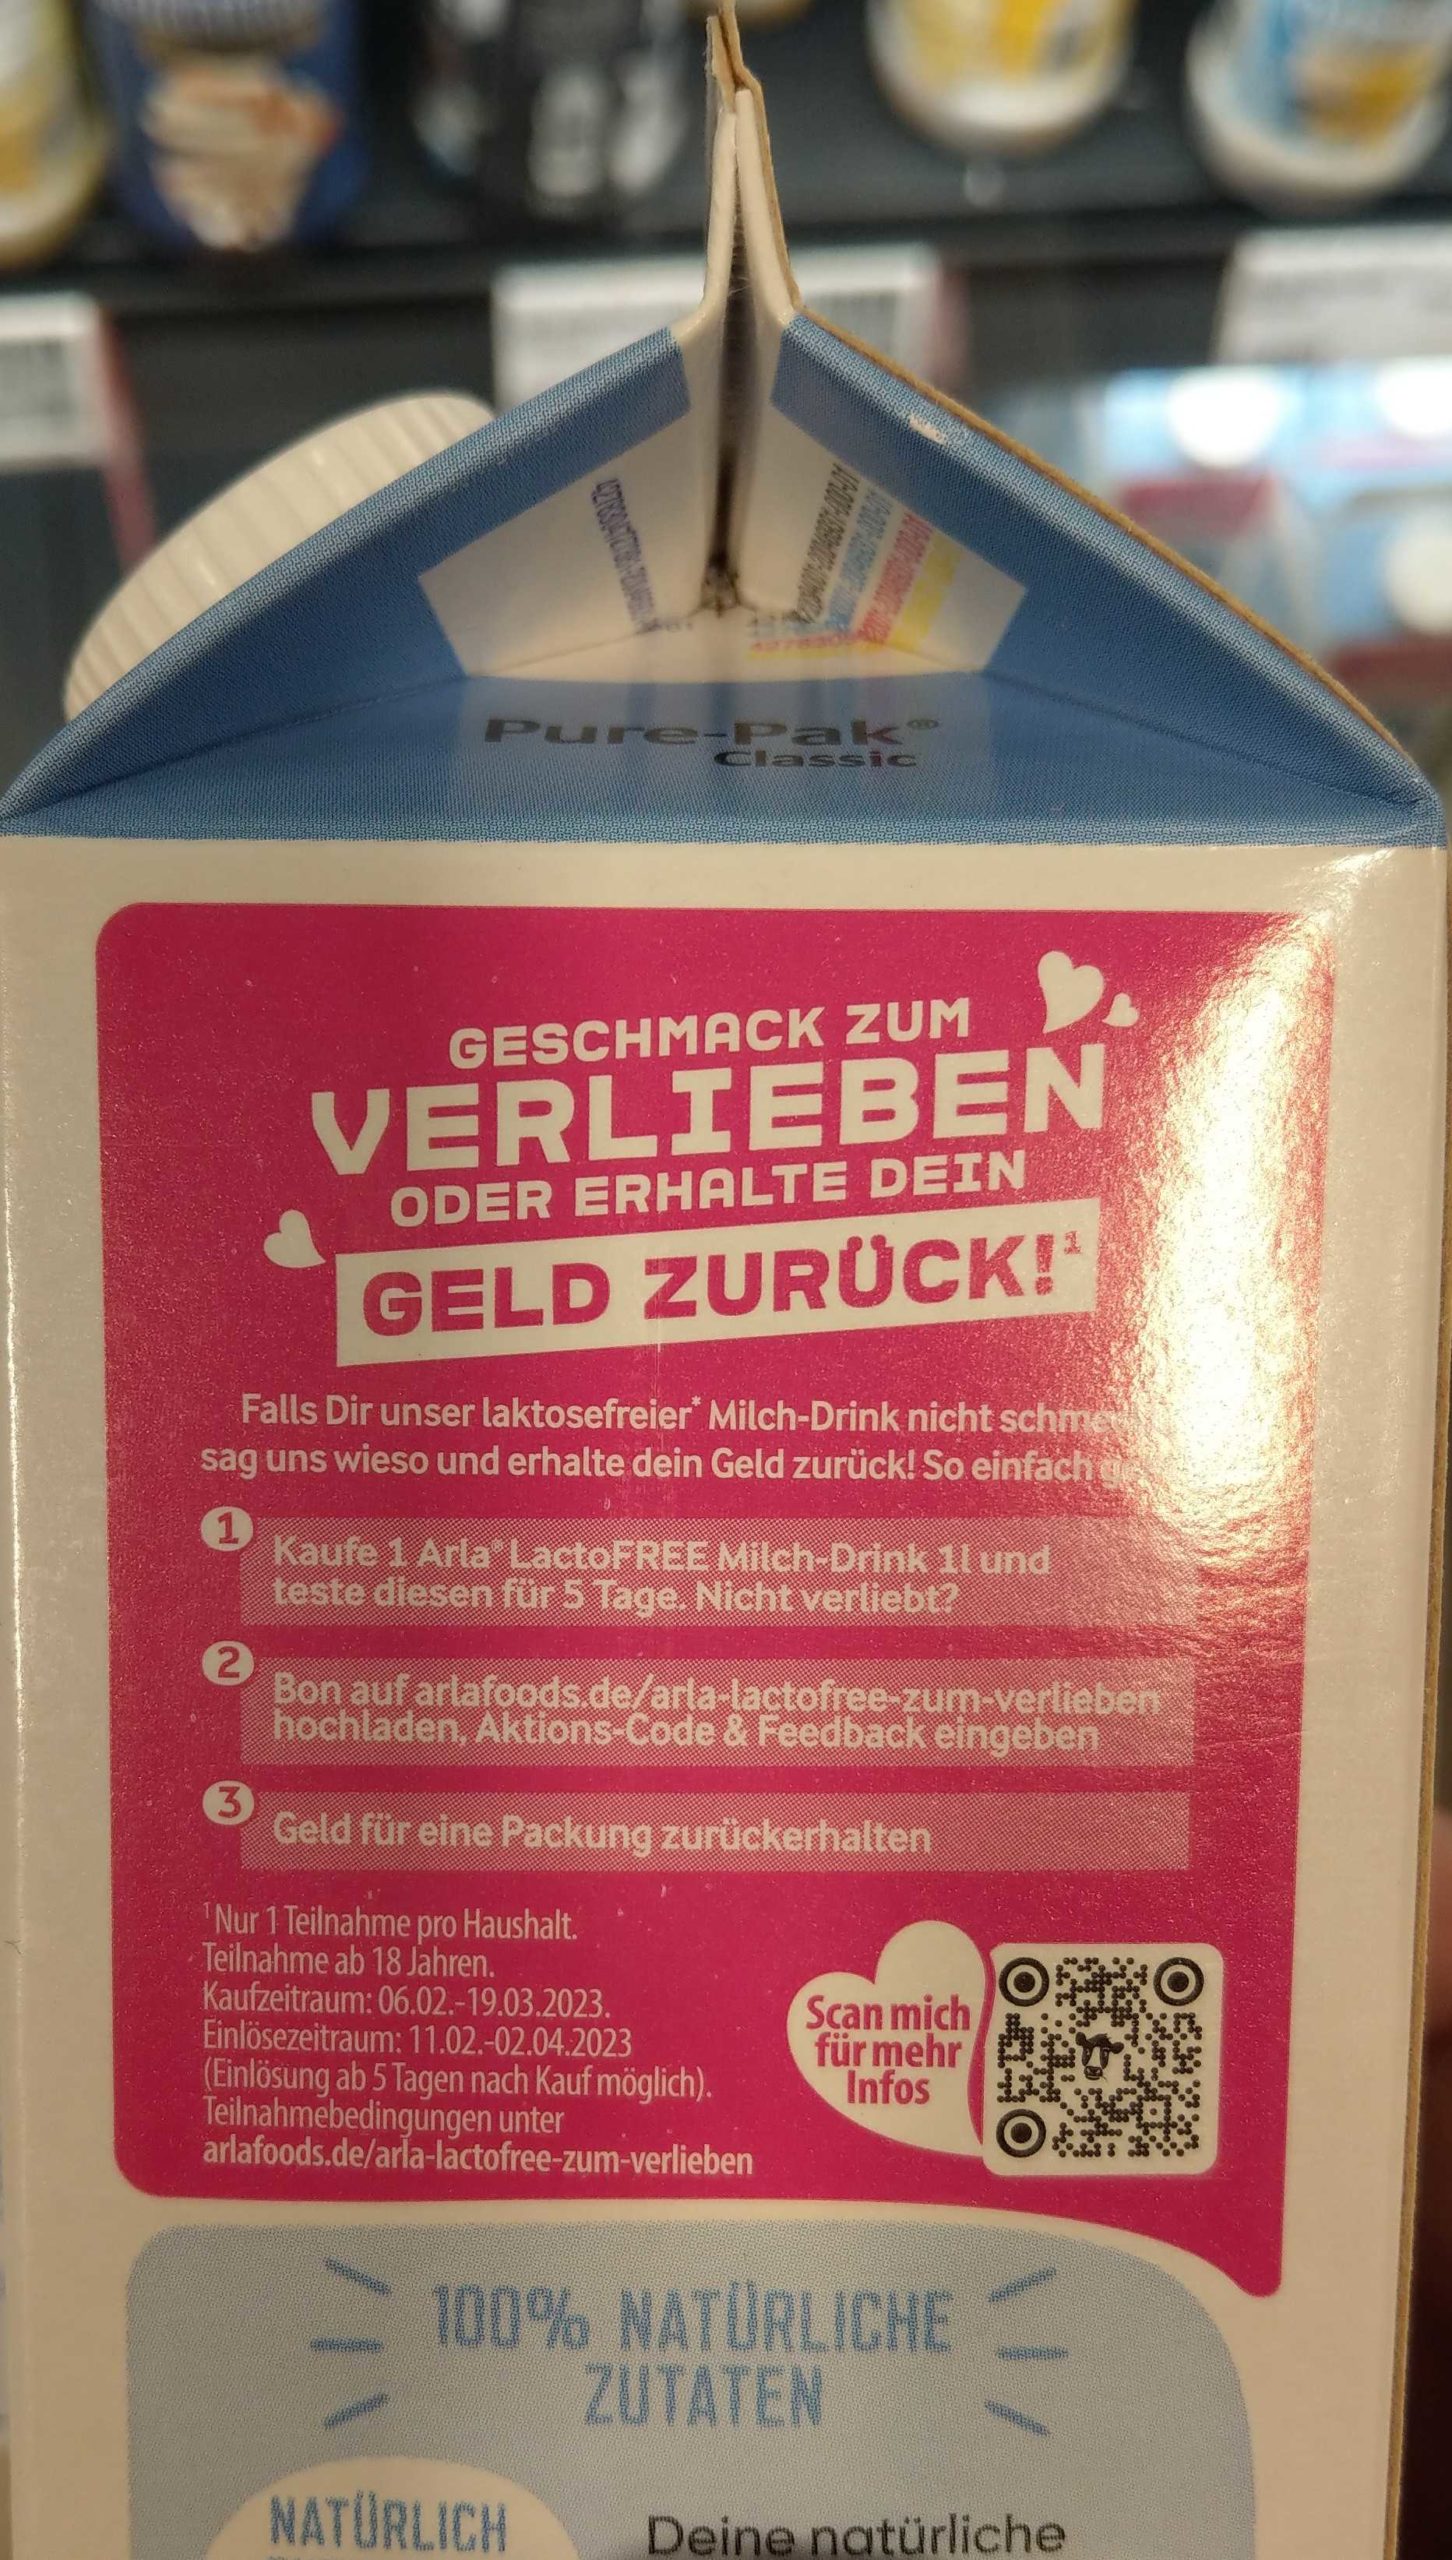 Pure-Pak®
Classic
GESCHMACK ZUM
VERLIEBEN
ODER ERHALTE DEIN
GELD ZURÜCK!¹
Falls Dir unser laktosefreier* Milch-Drink nicht
sag uns wieso und erhalte dein Geld zurück! So einfach
1
Kaufe 1 Arla® LactoFREE Milch-Drink 1l und
teste diesen für 5 Tage. Nicht verliebt?
2
Bon auf arlafoods.de/arla-lactofree-zum-verlieben
hochladen, Aktions-Code & Feedback eingeben
3
Geld für eine Packung zurückerhalten
¹Nur 1 Teilnahme pro Haushalt.
Teilnahme ab 18 Jahren.
Kaufzeitraum: 06.02.-19.03.2023.
Einlösezeitraum: 11.02.-02.04.2023
(Einlösung ab 5 Tagen nach Kauf möglich).
Teilnahmebedingungen unter
arlafoods.de/arla-lactofree-zum-verlieben
Scan mich
für mehr
Infos
100% NATÜRLICHE
ZUTATEN
NATÜRLICH
Deine natürliche